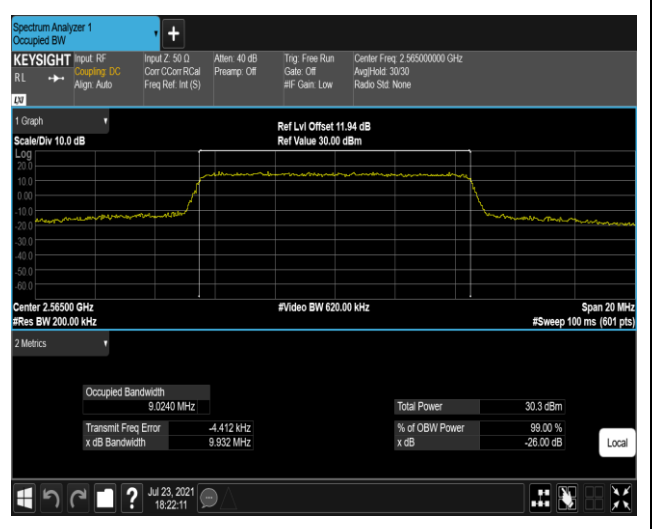 Spectrum Analyzer 1
Occupied BW
+
KEYSIGHT Input: RF Input Z: 50 Ω Atten: 40 dB Trig: Free Run Center Freq: 2.565000000 GHz
RL Coupling: DC Corr CCorr RCal Preamp: Off Gate: Off Avg|Hold: 30/30
Align: Auto Freq Ref: Int (S) #IF Gain: Low Radio Std: None
LXI
1 Graph
Ref Lvl Offset 11.94 dB
Scale/Div 10.0 dB Ref Value 30.00 dBm
Log
20.0
10.0
0.00
-10.0
-20.0
-30.0
-40.0
-50.0
-60.0
Center 2.56500 GHz #Video BW 620.00 kHz Span 20 MHz
#Res BW 200.00 kHz #Sweep 100 ms (601 pts)
2 Metrics
Occupied Bandwidth
9.0240 MHz Total Power 30.3 dBm
Transmit Freq Error -4.412 kHz % of OBW Power 99.00 %
x dB Bandwidth 9.932 MHz x dB -26.00 dB
Local
? Jul 23, 2021
18:22:11